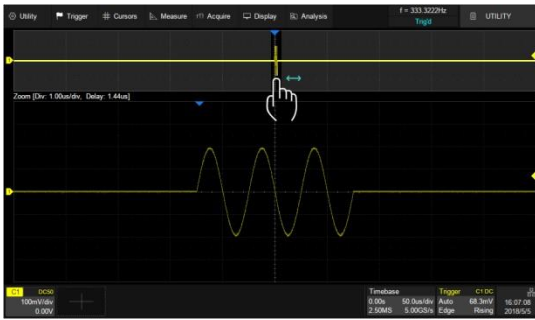 Utility Trigger Cursors Measure Acquire Display Analysis f = 333.3222Hz UTILITY
Trig'd
Zoom [Div: 1.00us/div, Delay: 1.44us]
C1 DC50 Timebase Trigger C1 DC
100mV/div 0.00s 50.0us/div Auto 68.3mV 16:07:08
0.00V 2.50MS 5.00GS/s Edge Rising 2018/5/5